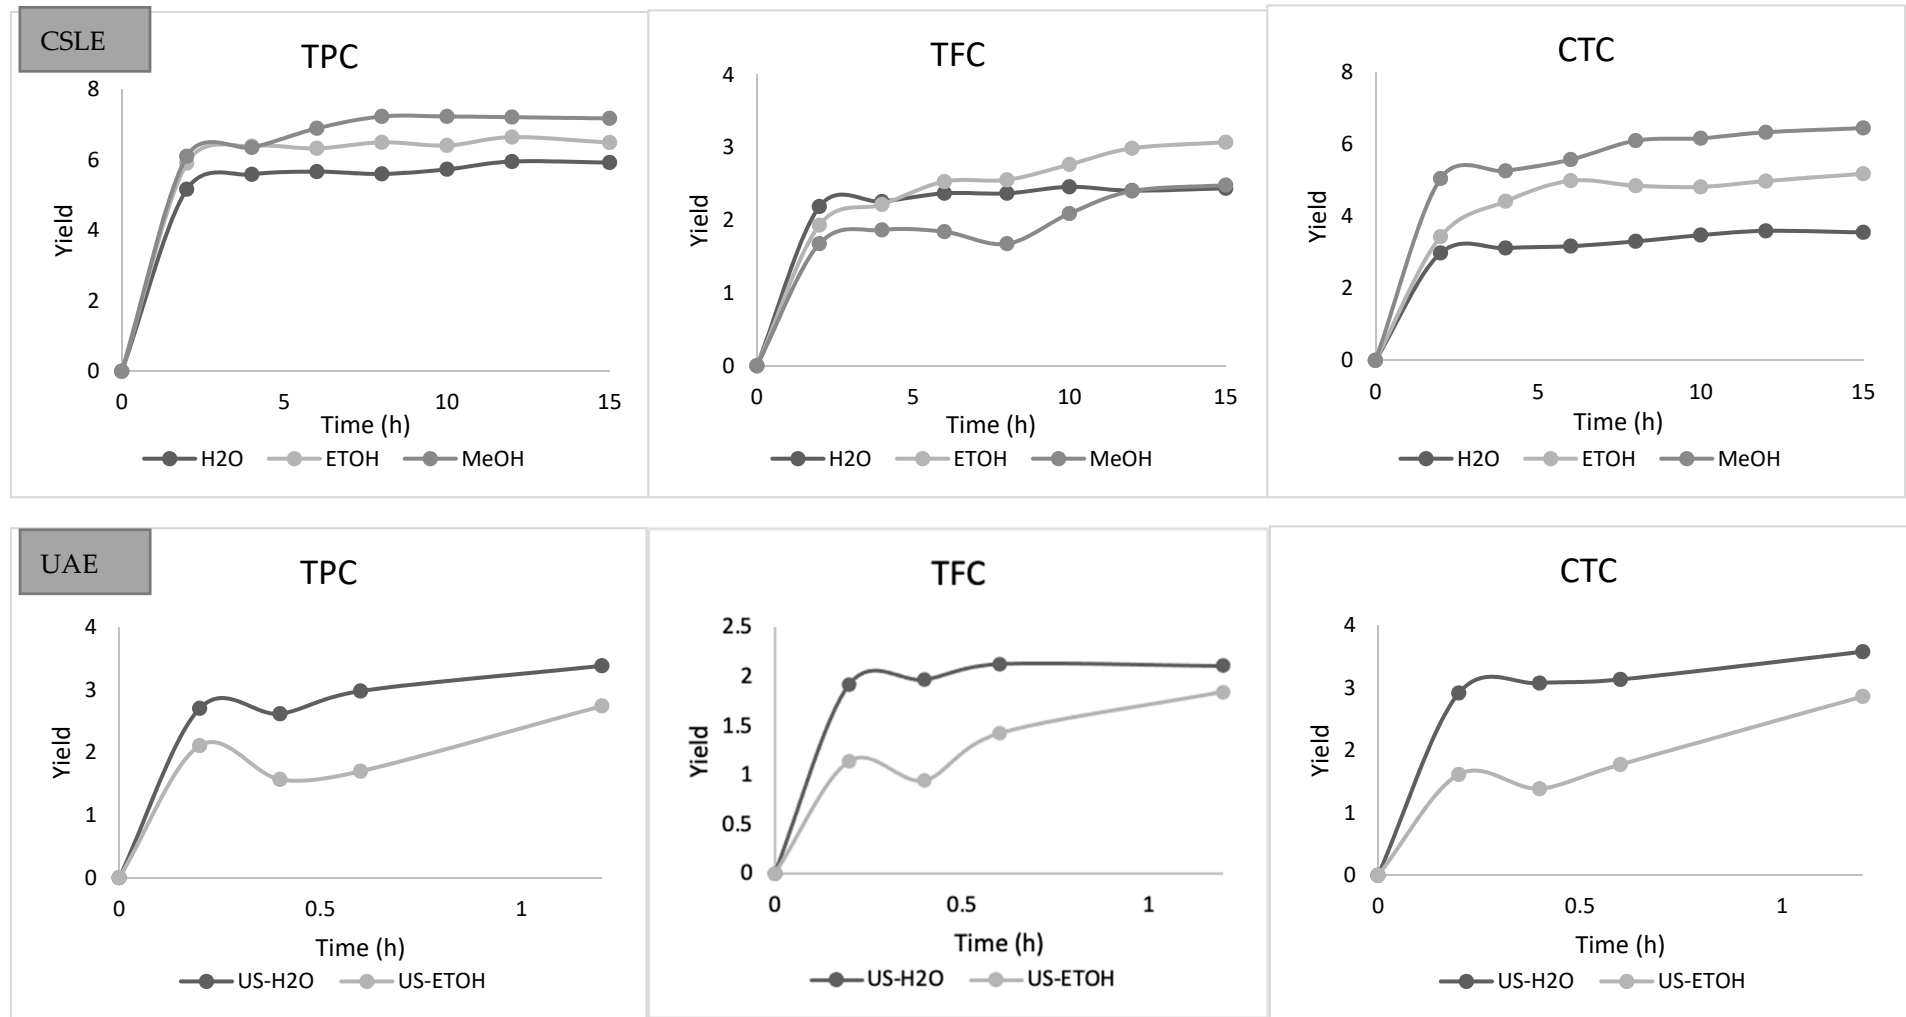 CSLE
TPC
8
6
4
2
0
Yield
0 5 10 15
Time (h)
H2O ETOH MeOH
TFC
4
3
2
1
0
Yield
0 5 10 15
Time (h)
H2O ETOH MeOH
CTC
8
6
4
2
0
Yield
0 5 10 15
Time (h)
H2O ETOH MeOH
UAE
TPC
4
3
2
1
0
Yield
0 0.5 1
Time (h)
US-H2O US-ETOH
TFC
2.5
2
1.5
1
0.5
0
Yield
0 0.5 1
Time (h)
US-H2O US-ETOH
CTC
4
3
2
1
0
Yield
0 0.5 1
Time (h)
US-H2O US-ETOH